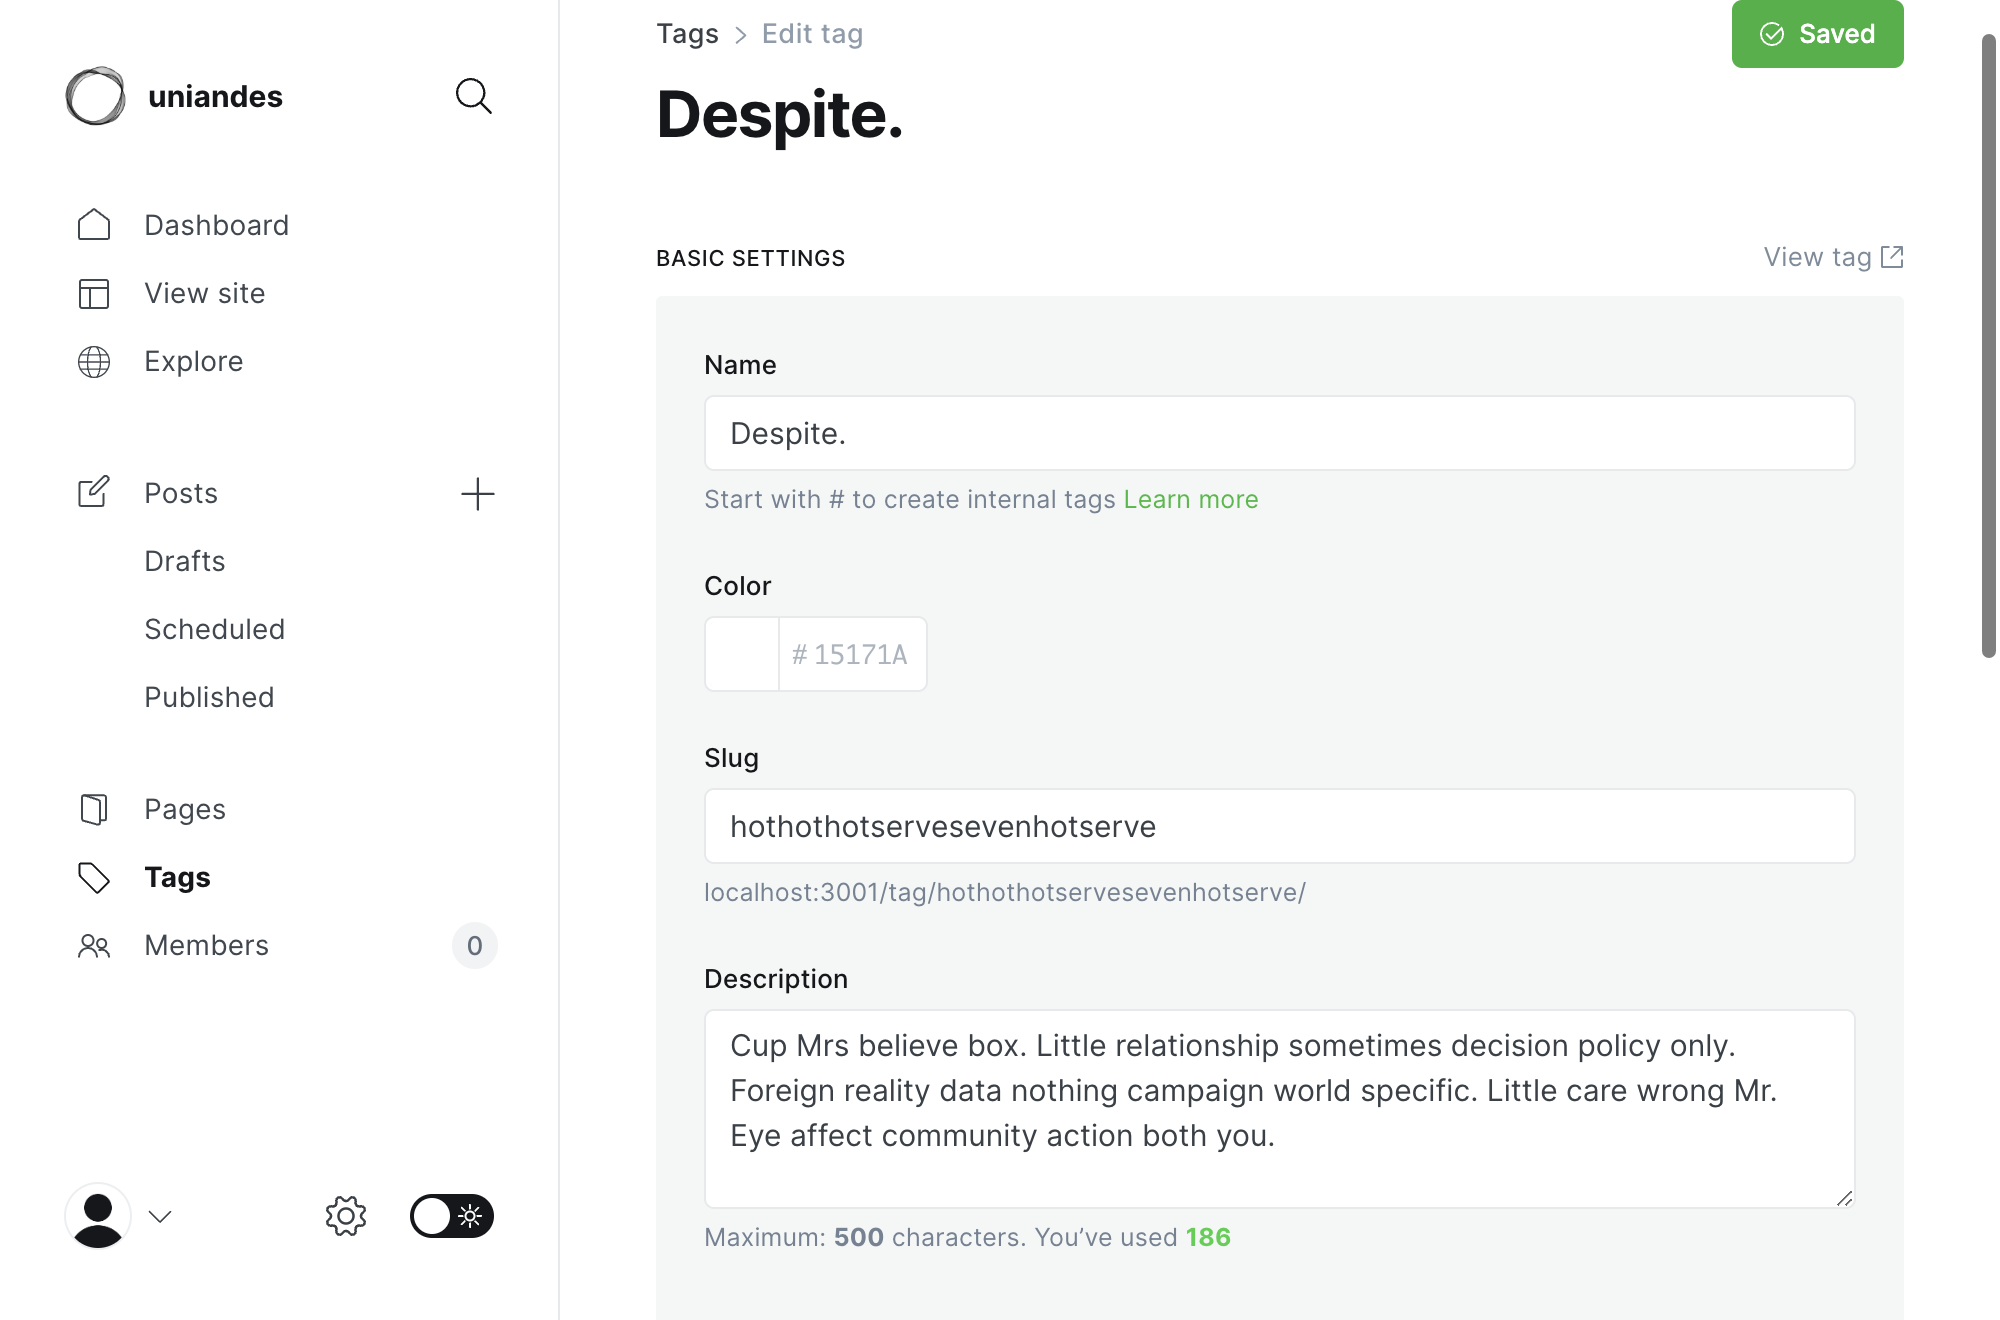 uniandes
Dashboard
View site
Explore
Posts
Drafts
Scheduled
Published
Pages
Tags
Members
0
Tags > Edit tag
Saved
Despite.
BASIC SETTINGS
View tag
Name
Despite.
Start with # to create internal tags Learn more
Color
# 15171A
Slug
hothothotservesevenhotserve
localhost:3001/tag/hothothotservesevenhotserve/
Description
Cup Mrs believe box. Little relationship sometimes decision policy only.
Foreign reality data nothing campaign world specific. Little care wrong Mr.
Eye affect community action both you.
Maximum: 500 characters. You’ve used 186